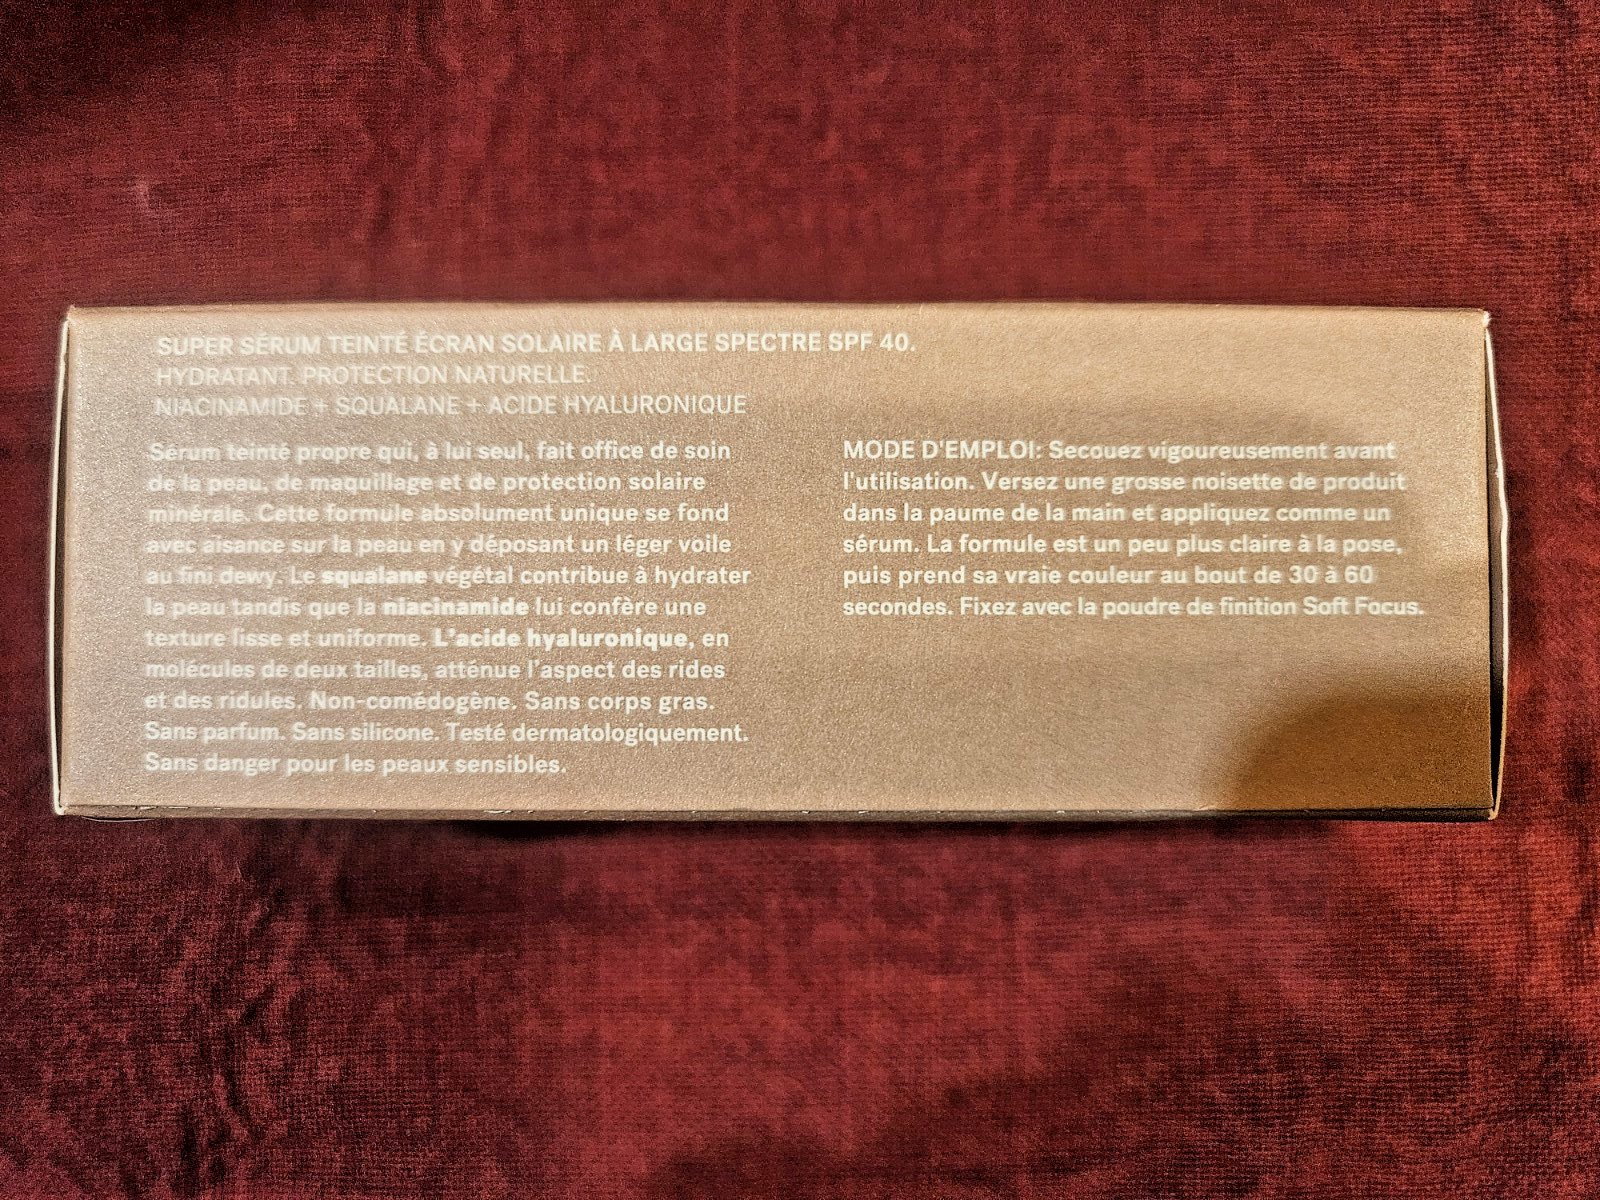 SUPER SÉRUM TEINTÉ ÉCRAN SOLAIRE À LARGE SPECTRE SPF 40.
HYDRATANT. PROTECTION NATURELLE.
NIACINAMIDE + SQUALANE + ACIDE HYALURONIQUE
Sérum teinté propre qui, à lui seul, fait office de soin
de la peau, de maquillage et de protection solaire
minérale. Cette formule absolument unique se fond
avec aisance sur la peau en y déposant un léger voile
au fini dewy. Le squalane végétal contribue à hydrater
la peau tandis que la niacinamide lui confère une
texture lisse et uniforme. L'acide hyaluronique, en
molécules de deux tailles, atténue l'aspect des rides
et des ridules. Non-comédogène. Sans corps gras.
Sans parfum. Sans silicone. Testé dermatologiquement.
Sans danger pour les peaux sensibles.
MODE D'EMPLOI: Secouez vigoureusement avant
l'utilisation. Versez une grosse noisette de produit
dans la paume de la main et appliquez comme un
sérum. La formule est un peu plus claire à la pose,
puis prend sa vraie couleur au bout de 30 à 60
secondes. Fixez avec la poudre de finition Soft Focus.